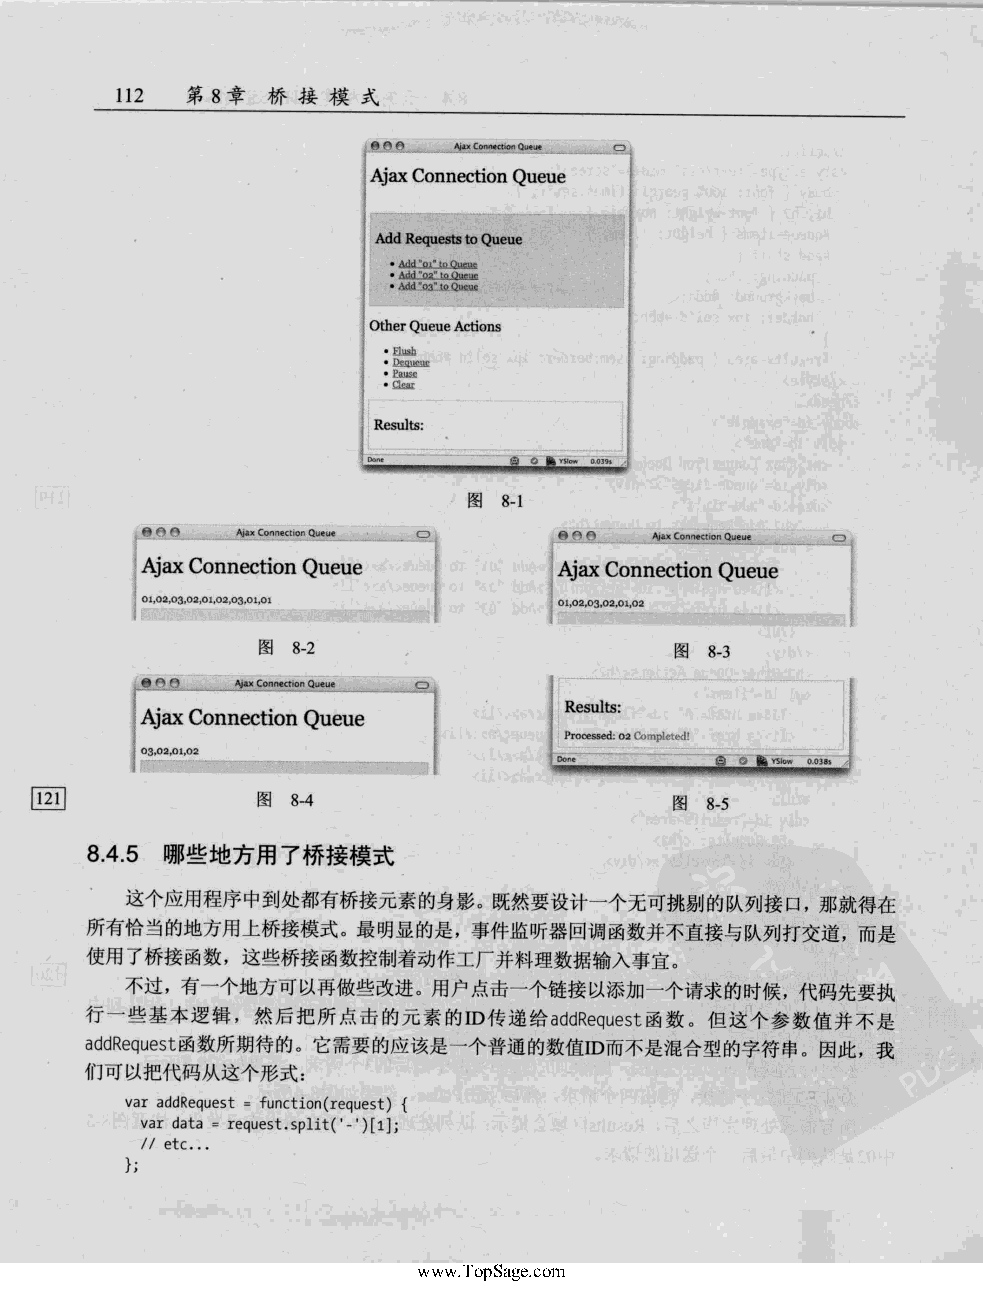 112 第8章 桥接模式
Ajax Connection Queue
Ajax Connection Queue
Add Requests to Queue
• Add "01" to Queue
• Add "02" to Queue
• Add "03" to Queue
Other Queue Actions
• Flush
• Dequeue
• Pause
• Clear
Results:
Done YSlow 0.039s
图 8-1
Ajax Connection Queue
Ajax Connection Queue
01,02,03,02,01,02,03,01,01
图 8-2
Ajax Connection Queue
Ajax Connection Queue
01,02,03,02,01,02
图 8-3
Ajax Connection Queue
Ajax Connection Queue
03,02,01,02
图 8-4
Results:
Processed: 02 Completed!
Done YSlow 0.038s
图 8-5
121
8.4.5 哪些地方用了桥接模式
这个应用程序中到处都有桥接元素的身影。既然要设计一个无可挑剔的队列接口，那就得在
所有恰当的地方用上桥接模式。最明显的是，事件监听器回调函数并不直接与队列打交道，而是
使用了桥接函数，这些桥接函数控制着动作工厂并料理数据输入事宜。
不过，有一个地方可以再做些改进。用户点击一个链接以添加一个请求的时候，代码先要执
行一些基本逻辑，然后把所点击的元素的ID传递给addRequest函数。但这个参数值并不是
addRequest函数所期待的。它需要的应该是一个普通的数值ID而不是混合型的字符串。因此，我
们可以把代码从这个形式：
var addRequest = function(request) {
var data = request.split('-')[1];
// etc...
};
www.TopSage.com